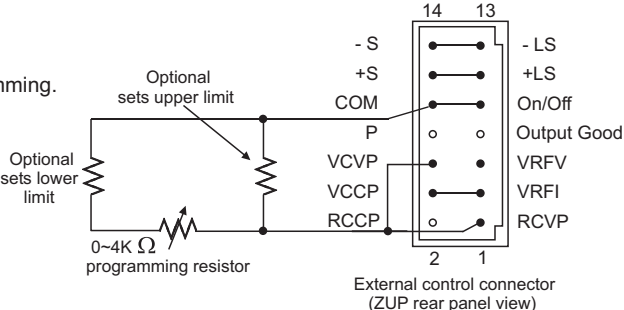 14 13
- S - LS
+S +LS
COM On/Off
P Output Good
VCVP VRFV
VCCP VRFI
RCCP RCVP
2 1
External control connector
(ZUP rear panel view)
Optional
sets upper limit
Optional
sets lower
limit
0~4K Ω
programming resistor